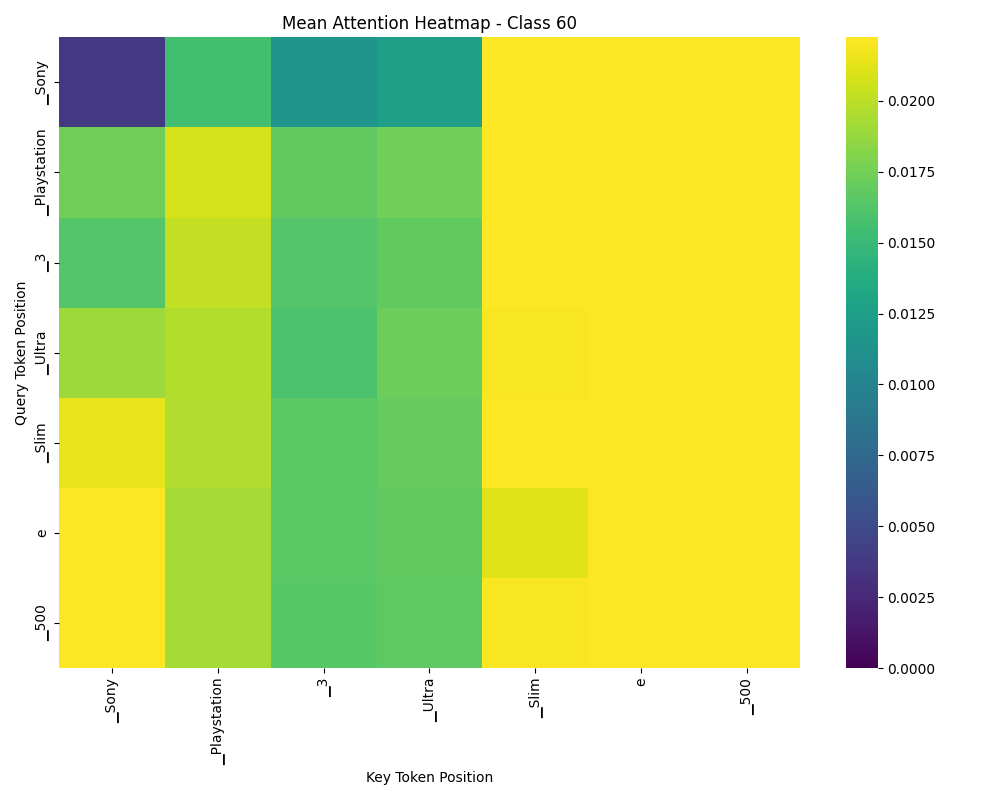 Mean Attention Heatmap - Class 60
Query Token Position
▁Sony
▁Playstation
▁3
▁Ultra
▁Slim
e
▁500
▁Sony
▁Playstation
▁3
▁Ultra
▁Slim
e
▁500
Key Token Position
0.0200
0.0175
0.0150
0.0125
0.0100
0.0075
0.0050
0.0025
0.0000